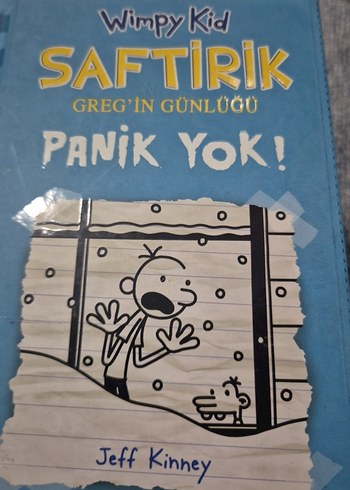 Wimpy Kid
SAFTİRİK
GREG'İN GÜNLÜĞÜ
PANİK YOK!
Jeff Kinney